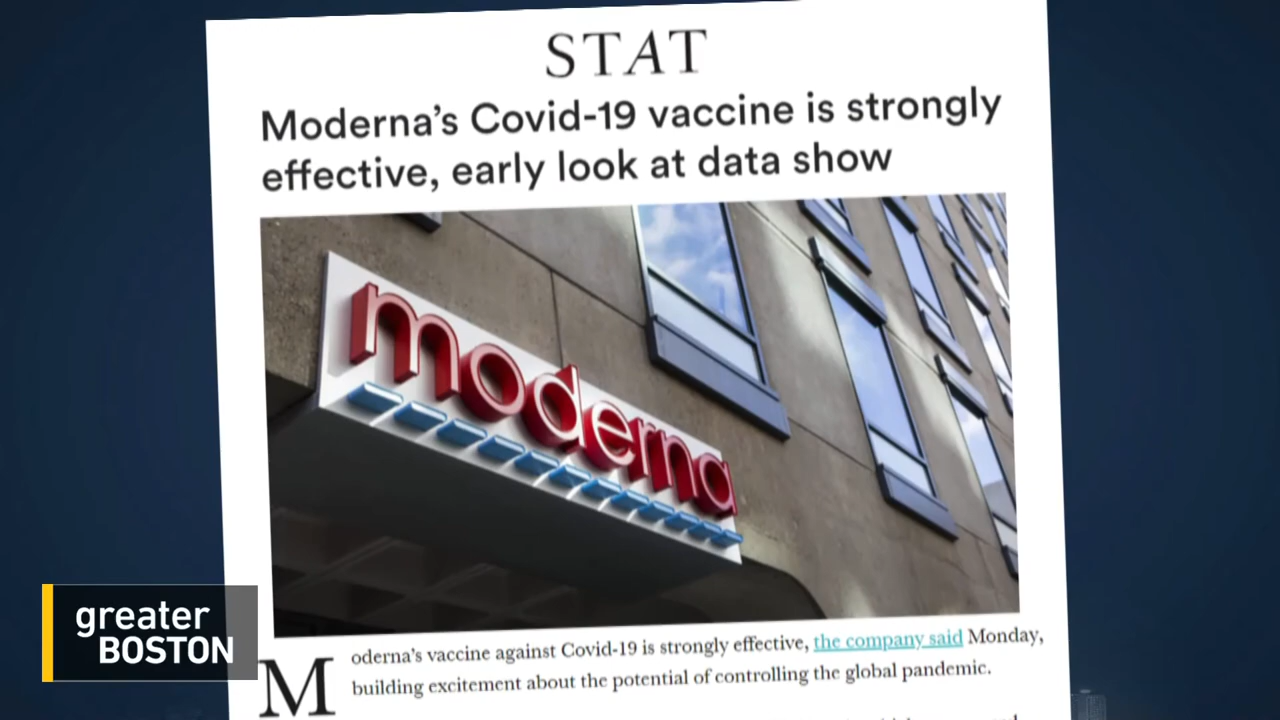 STAT
Moderna’s Covid-19 vaccine is strongly
effective, early look at data show
moderna
Moderna’s vaccine against Covid-19 is strongly effective, the company said Monday,
building excitement about the potential of controlling the global pandemic.
greater
BOSTON